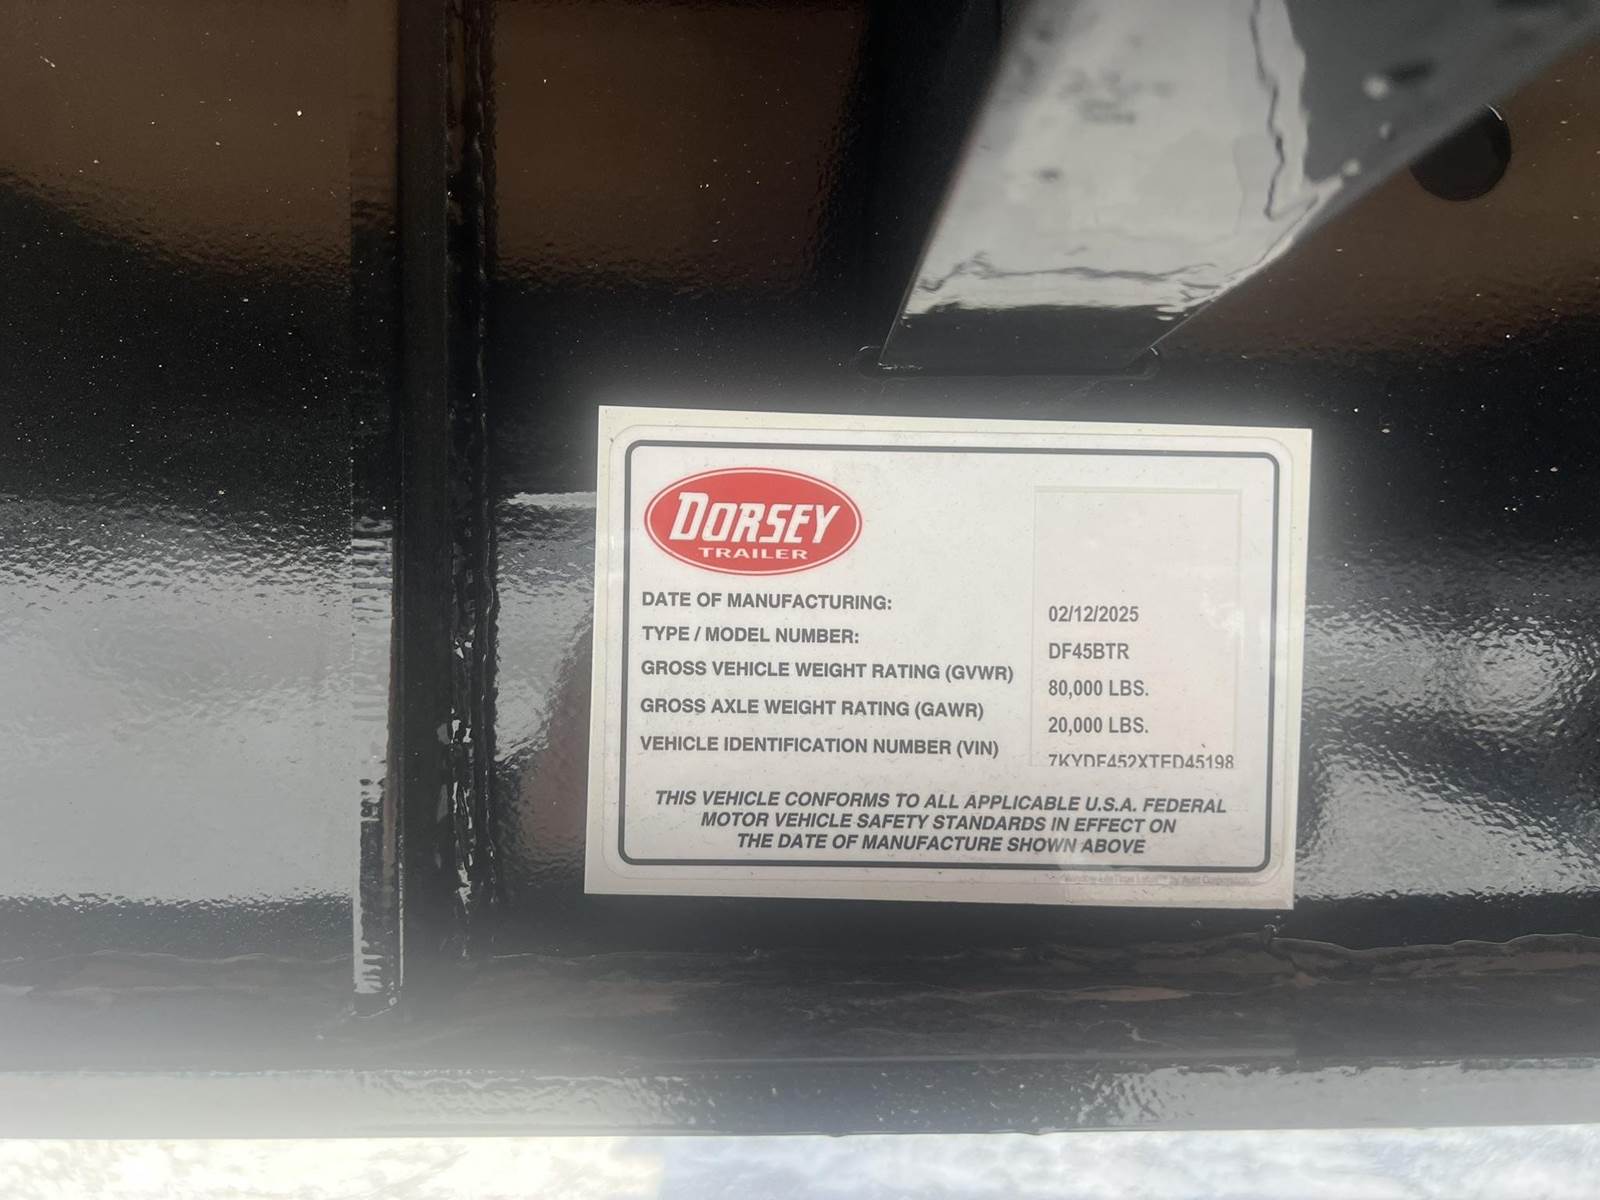 DORSEY
TRAILER
DATE OF MANUFACTURING: 02/12/2025
TYPE / MODEL NUMBER: DF45BTR
GROSS VEHICLE WEIGHT RATING (GVWR) 80,000 LBS.
GROSS AXLE WEIGHT RATING (GAWR) 20,000 LBS.
VEHICLE IDENTIFICATION NUMBER (VIN) 7KYDF452XTED45198
THIS VEHICLE CONFORMS TO ALL APPLICABLE U.S.A. FEDERAL
MOTOR VEHICLE SAFETY STANDARDS IN EFFECT ON
THE DATE OF MANUFACTURE SHOWN ABOVE